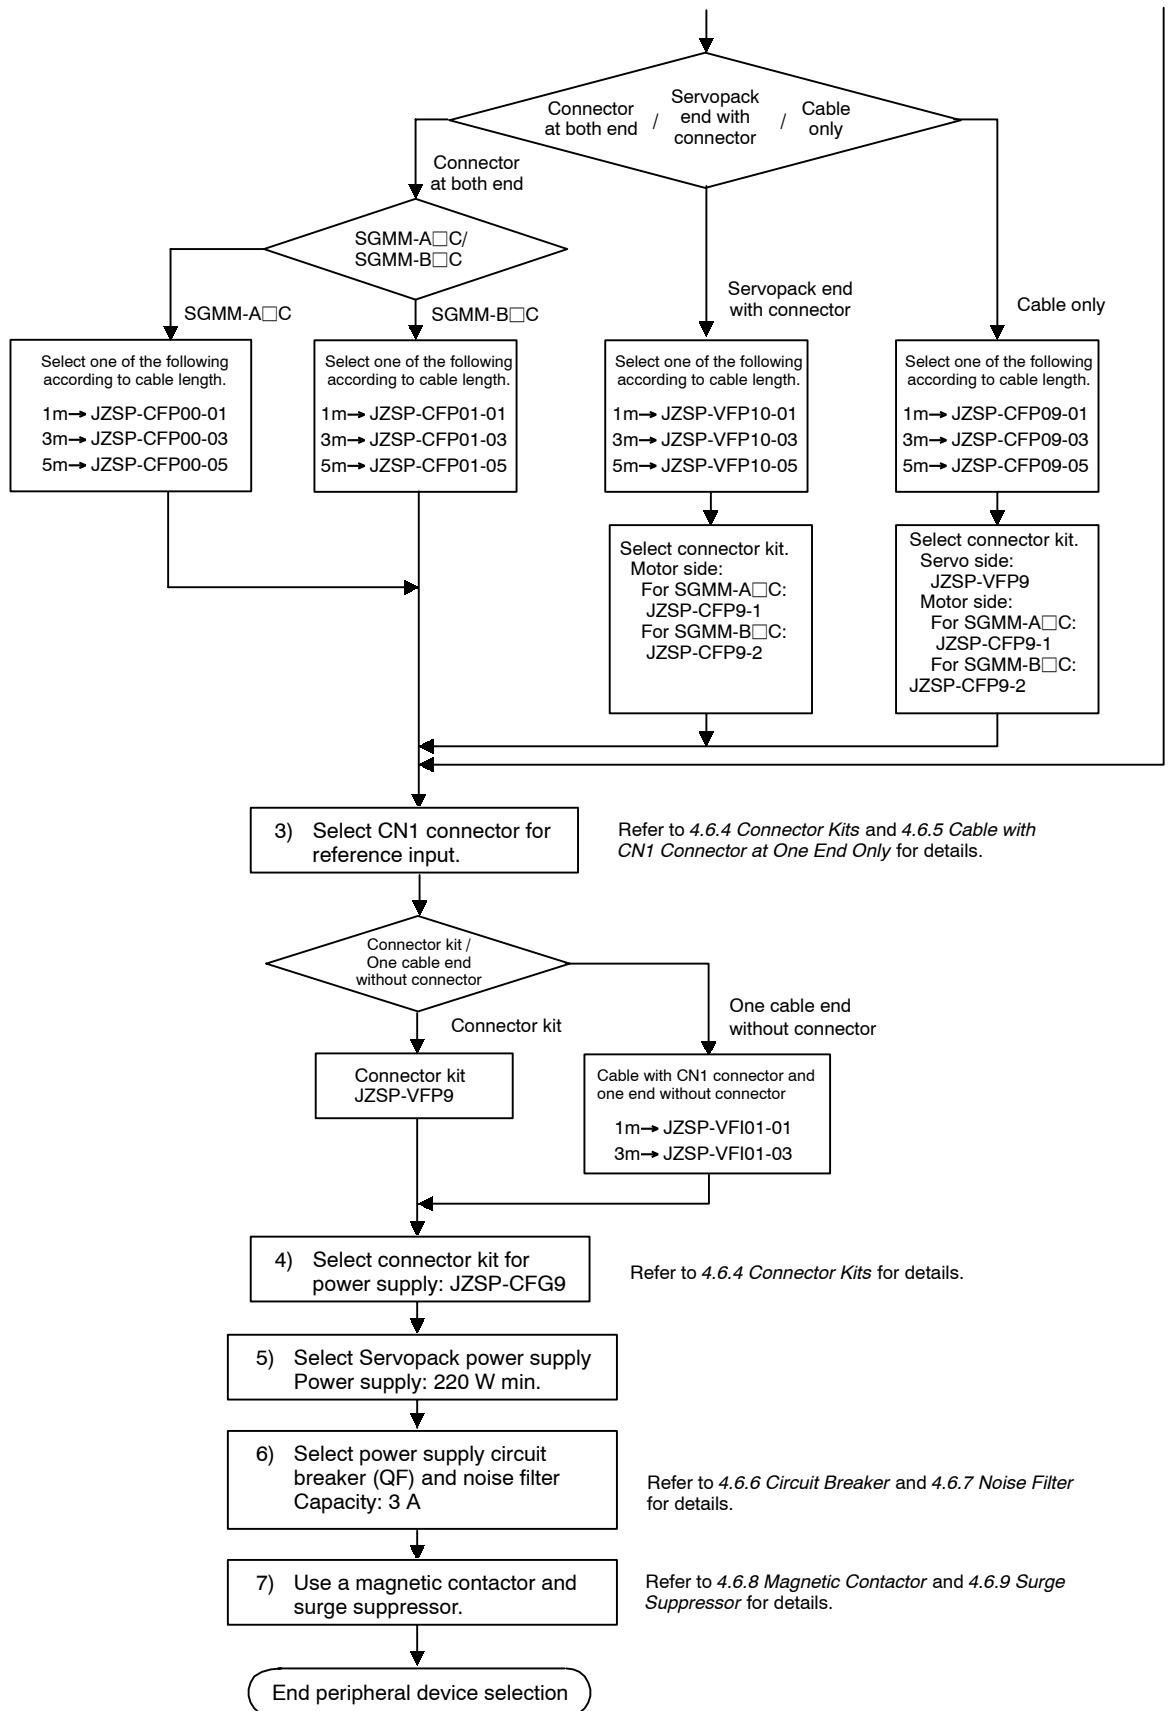 Connector
at both end
/
Servopack
end with
connector
/
Cable
only
Connector
at both end
SGMM-A□C/
SGMM-B□C
SGMM-A□C
SGMM-B□C
Servopack end
with connector
Cable only
Select one of the following
according to cable length.
1m→ JZSP-CFP00-01
3m→ JZSP-CFP00-03
5m→ JZSP-CFP00-05
Select one of the following
according to cable length.
1m→ JZSP-CFP01-01
3m→ JZSP-CFP01-03
5m→ JZSP-CFP01-05
Select one of the following
according to cable length.
1m→ JZSP-VFP10-01
3m→ JZSP-VFP10-03
5m→ JZSP-VFP10-05
Select one of the following
according to cable length.
1m→ JZSP-CFP09-01
3m→ JZSP-CFP09-03
5m→ JZSP-CFP09-05
Select connector kit.
Motor side:
For SGMM-A□C:
JZSP-CFP9-1
For SGMM-B□C:
JZSP-CFP9-2
Select connector kit.
Servo side:
JZSP-VFP9
Motor side:
For SGMM-A□C:
JZSP-CFP9-1
For SGMM-B□C:
JZSP-CFP9-2
3) Select CN1 connector for
reference input.
Refer to 4.6.4 Connector Kits and 4.6.5 Cable with
CN1 Connector at One End Only for details.
Connector kit /
One cable end
without connector
Connector kit
One cable end
without connector
Connector kit
JZSP-VFP9
Cable with CN1 connector and
one end without connector
1m→ JZSP-VFI01-01
3m→ JZSP-VFI01-03
4) Select connector kit for
power supply: JZSP-CFG9
Refer to 4.6.4 Connector Kits for details.
5) Select Servopack power supply
Power supply: 220 W min.
6) Select power supply circuit
breaker (QF) and noise filter
Capacity: 3 A
Refer to 4.6.6 Circuit Breaker and 4.6.7 Noise Filter
for details.
7) Use a magnetic contactor and
surge suppressor.
Refer to 4.6.8 Magnetic Contactor and 4.6.9 Surge
Suppressor for details.
End peripheral device selection